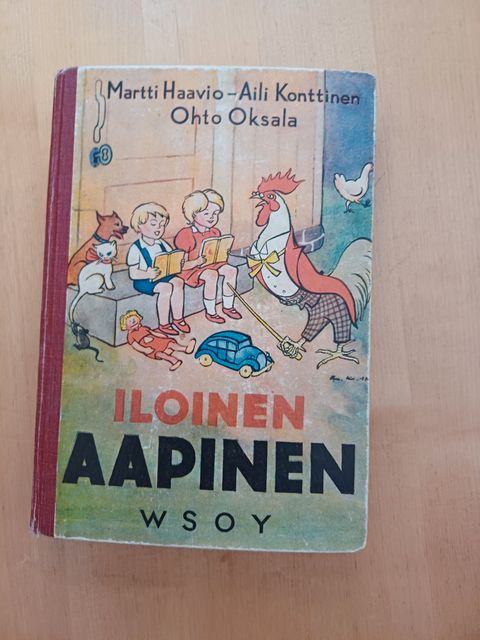 Martti Haavio – Aili Konttinen
Ohto Oksala
ILOINEN
AAPINEN
WSOY